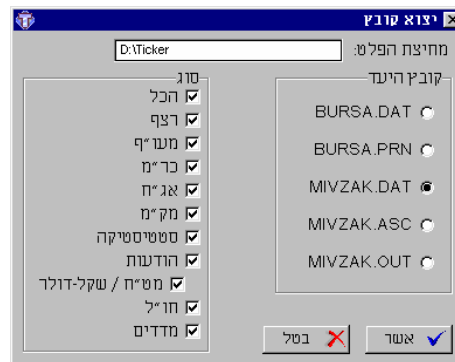 יצוא קובץ
מחיצת הפלט:
D:\Ticker
קובץ היעד
BURSA.DAT
BURSA.PRN
MIVZAK.DAT
MIVZAK.ASC
MIVZAK.OUT
סוג
הכל
רצף
מעו״ף
כר״מ
אג״ח
מק״מ
סטטיסטיקה
הודעות
מט״ח / שקל-דולר
חו״ל
מדדים
אשר
בטל